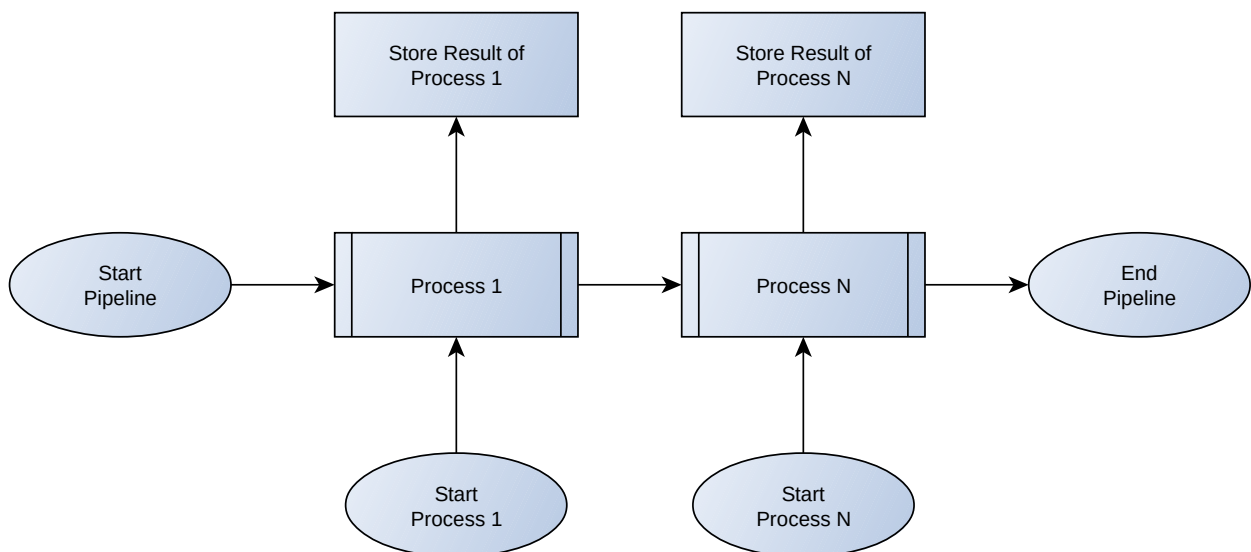 Store Result of
Process 1
Store Result of
Process N
Start
Pipeline
Process 1
Process N
End
Pipeline
Start
Process 1
Start
Process N